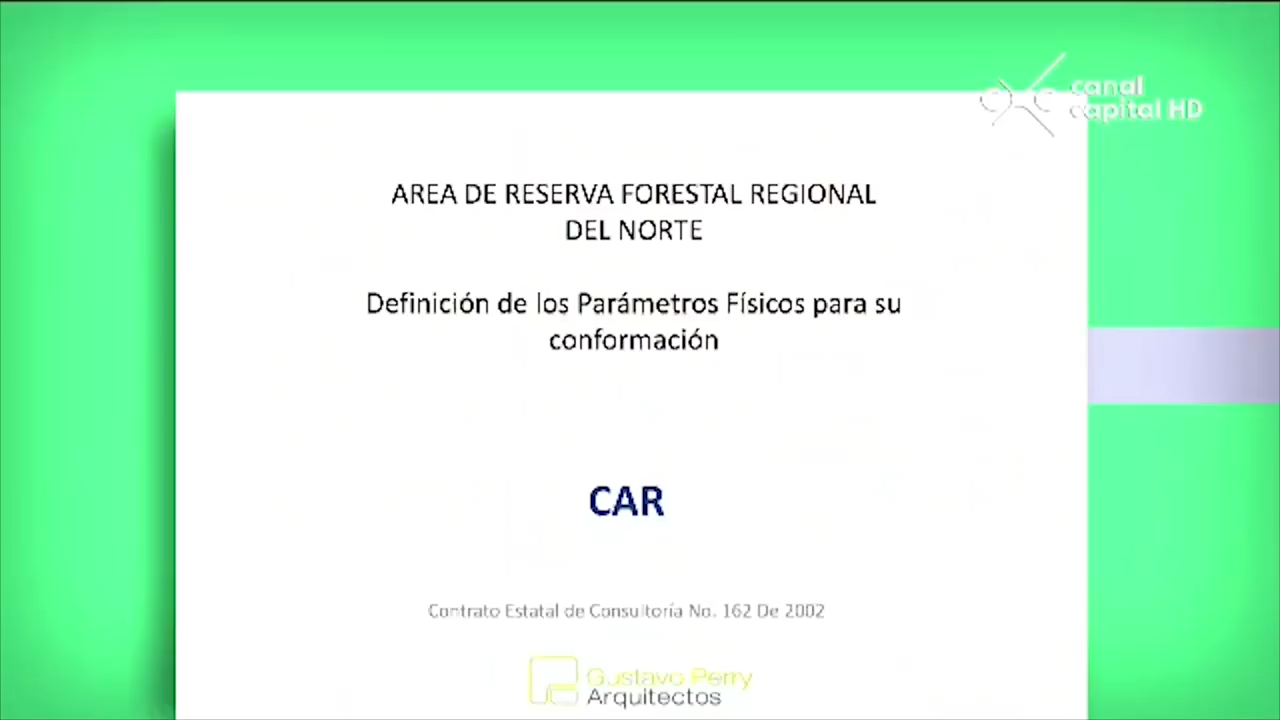 canal
capital HD
AREA DE RESERVA FORESTAL REGIONAL
DEL NORTE
Definición de los Parámetros Físicos para su
conformación
CAR
Contrato Estatal de Consultoría No. 162 De 2002
Gustavo Perry
Arquitectos